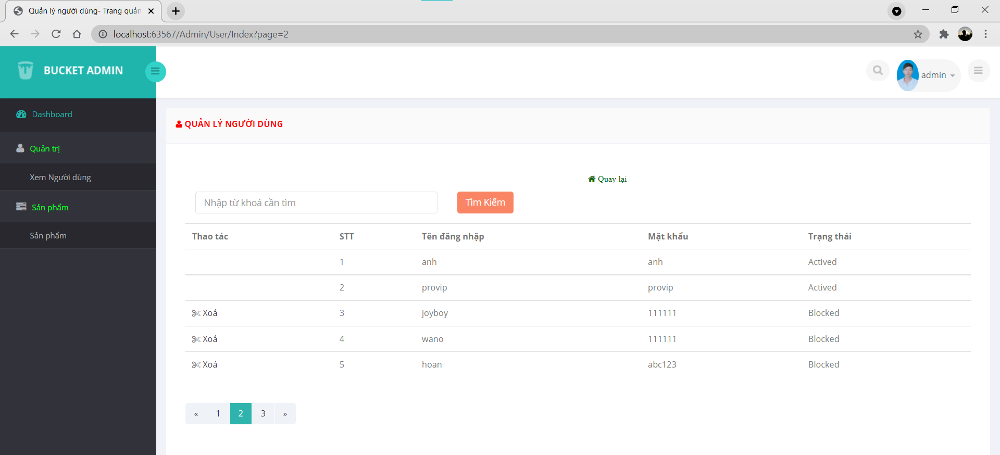 Quản lý người dùng- Trang quản
localhost:63567/Admin/User/Index?page=2
BUCKET ADMIN
admin
Dashboard
Quản trị
Xem Người dùng
Sản phẩm
Sản phẩm
QUẢN LÝ NGƯỜI DÙNG
Quay lại
Nhập từ khoá cần tìm
Tìm Kiếm
Thao tác STT Tên đăng nhập Mật khẩu Trạng thái
1 anh anh Actived
2 provip provip Actived
Xoá 3 joyboy 111111 Blocked
Xoá 4 wano 111111 Blocked
Xoá 5 hoan abc123 Blocked
« 1 2 3 »